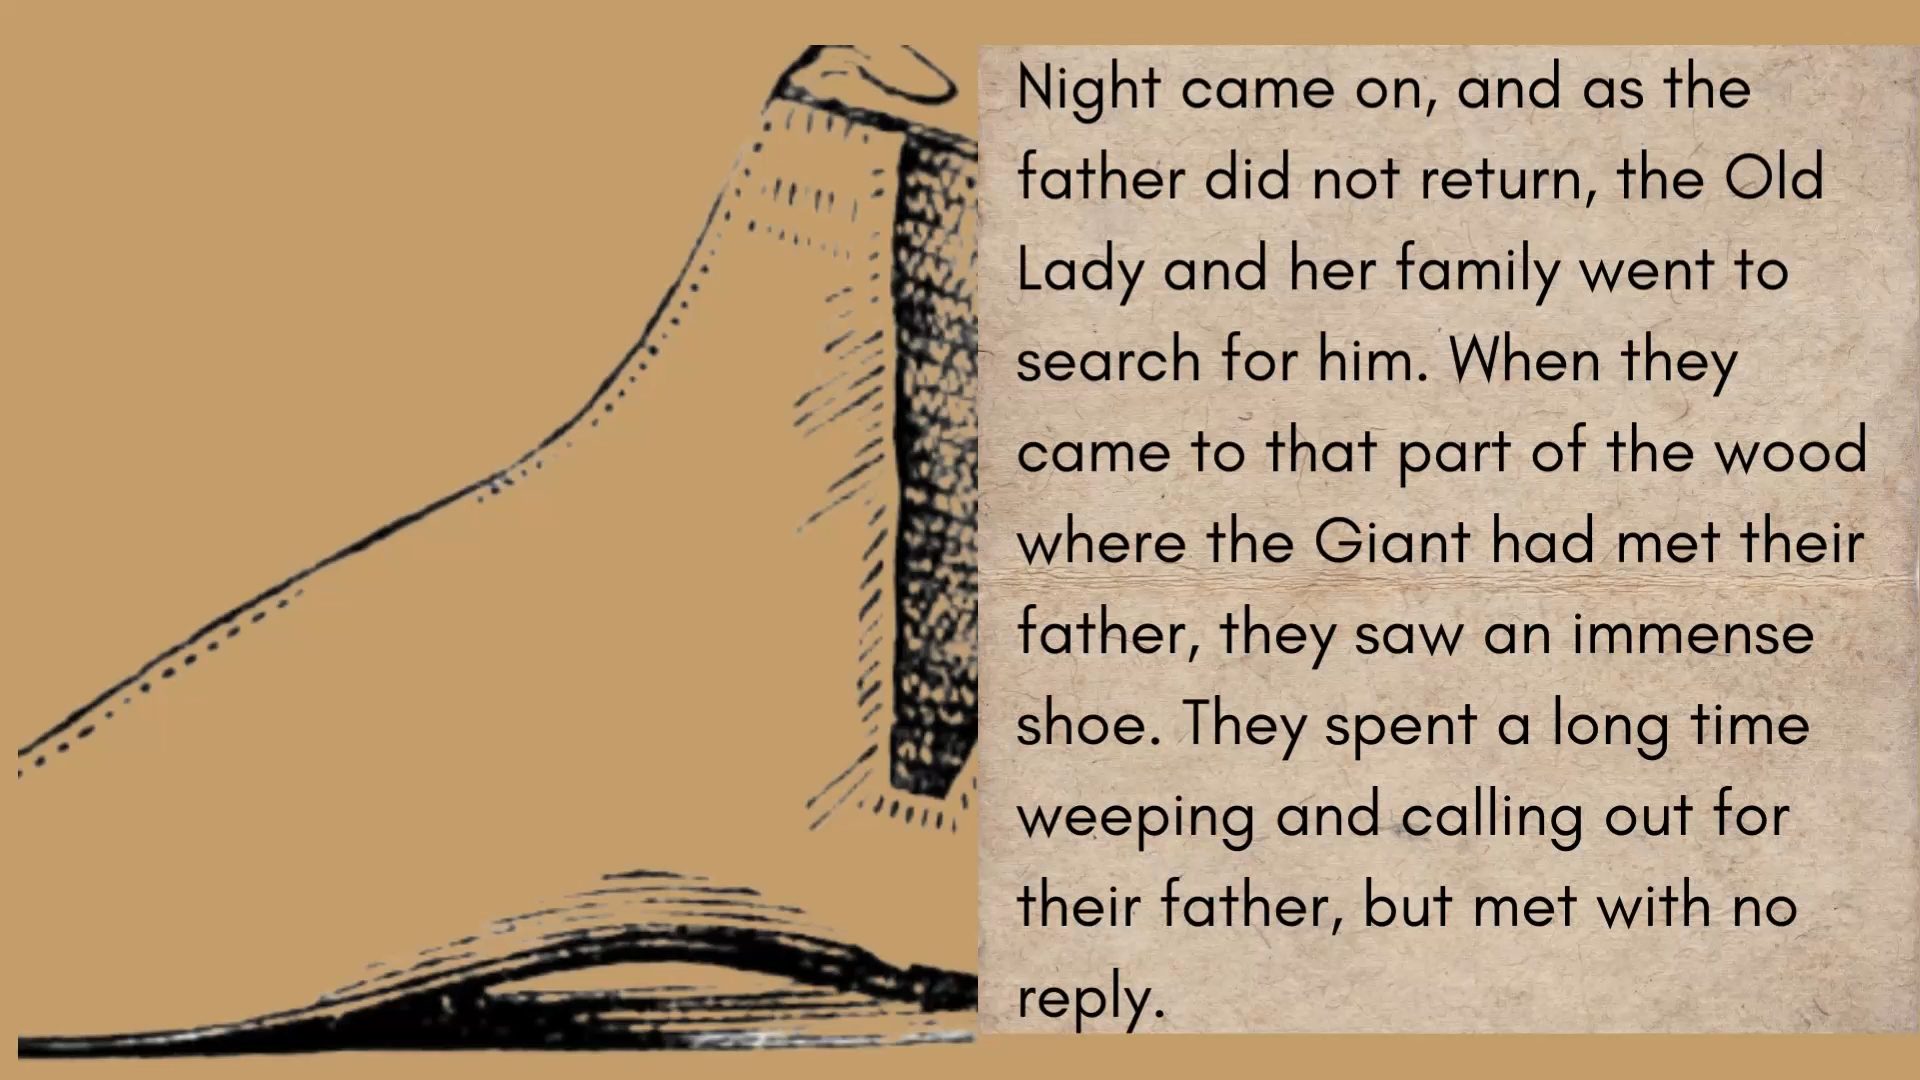 Night came on, and as the
father did not return, the Old
Lady and her family went to
search for him. When they
came to that part of the wood
where the Giant had met their
father, they saw an immense
shoe. They spent a long time
weeping and calling out for
their father, but met with no
reply.